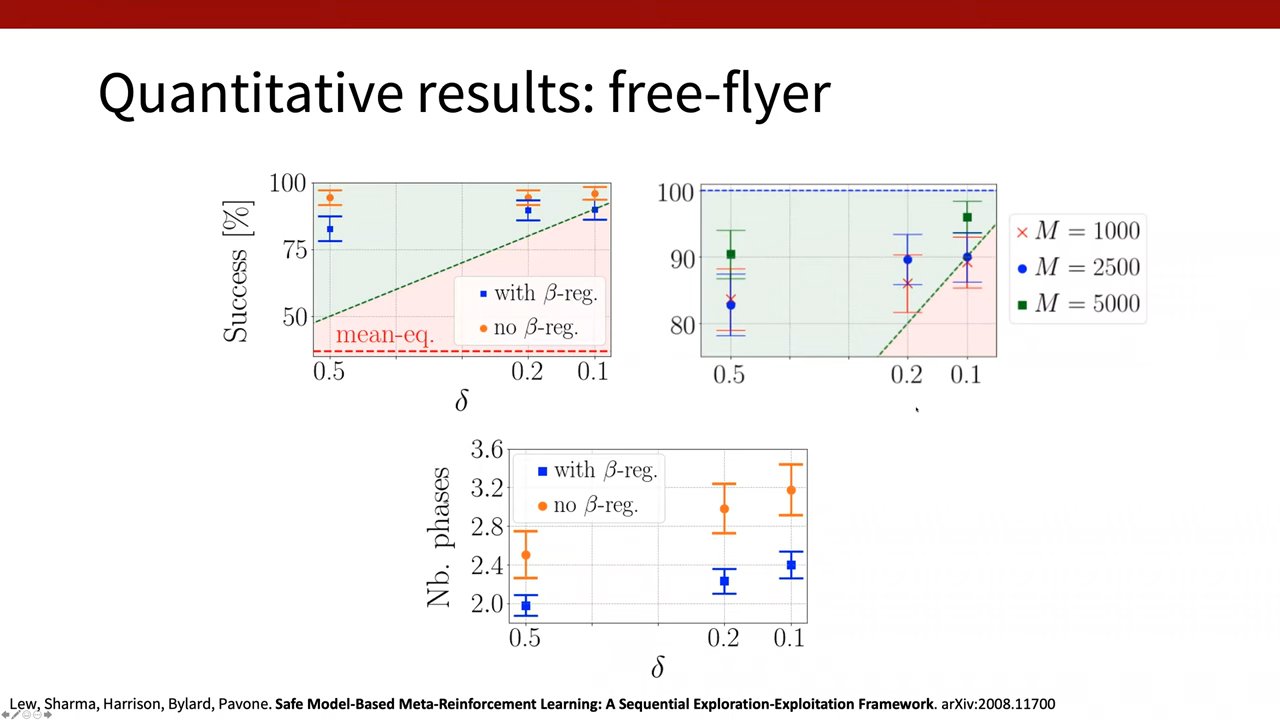 Quantitative results: free-flyer
Success [%]
100
75
50
mean-eq.
with β-reg.
no β-reg.
0.5
0.2
0.1
δ
100
90
80
0.5
0.2
0.1
M = 1000
M = 2500
M = 5000
Nb. phases
3.6
3.2
2.8
2.4
2.0
with β-reg.
no β-reg.
0.5
0.2
0.1
δ
Lew, Sharma, Harrison, Bylard, Pavone. Safe Model-Based Meta-Reinforcement Learning: A Sequential Exploration-Exploitation Framework. arXiv:2008.11700